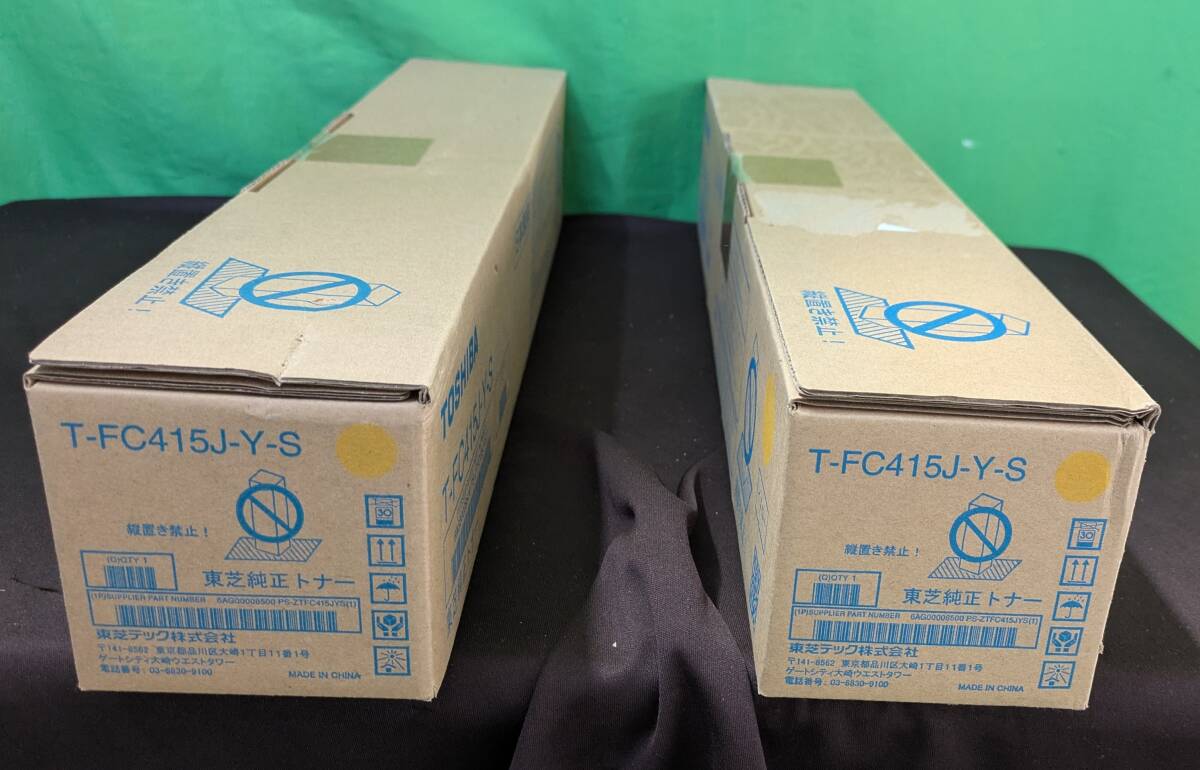 縦置き禁止！
TOSHIBA
T-FC415J-Y-S
T-FC415J-Y-S
縦置き禁止！
30
(Q)QTY 1
東芝純正トナー
(1P)SUPPLIER PART NUMBER 6AG00008500 PS-ZTFC415JYS(1)
東芝テック株式会社
〒141-8562 東京都品川区大崎1丁目11番1号
ゲートシティ大崎ウエストタワー
電話番号：03-6830-9100
MADE IN CHINA
縦置き禁止！
T-FC415J-Y-S
縦置き禁止！
30
(Q)QTY 1
東芝純正トナー
(1P)SUPPLIER PART NUMBER 6AG00008500 PS-ZTFC415JYS(1)
東芝テック株式会社
〒141-8562 東京都品川区大崎1丁目11番1号
ゲートシティ大崎ウエストタワー
電話番号：03-6830-9100
MADE IN CHINA